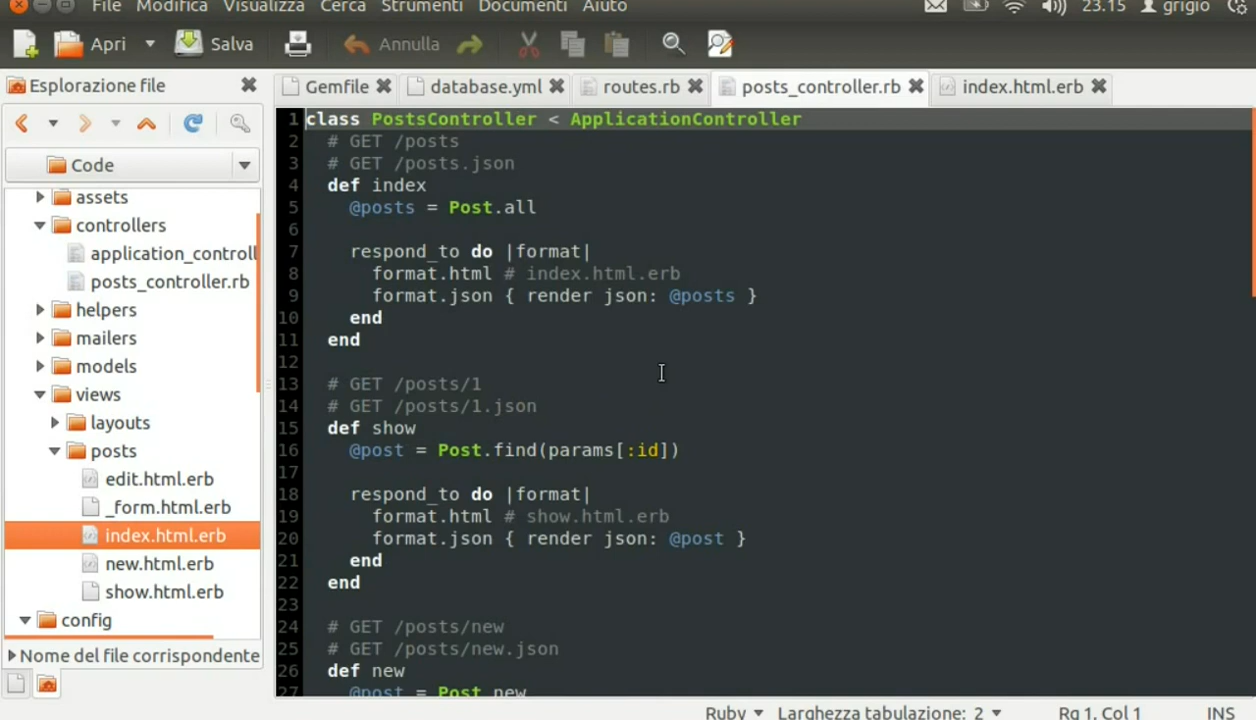 File Modifica Visualizza Cerca Strumenti Documenti Aiuto 23.15 grigio
Apri Salva Annulla
Esplorazione file
Gemfile database.yml routes.rb posts_controller.rb index.html.erb
Code
assets
controllers
application_controll
posts_controller.rb
helpers
mailers
models
views
layouts
posts
edit.html.erb
_form.html.erb
index.html.erb
new.html.erb
show.html.erb
config
Nome del file corrispondente
1 class PostsController < ApplicationController
2 # GET /posts
3 # GET /posts.json
4 def index
5 @posts = Post.all
6
7 respond_to do |format|
8 format.html # index.html.erb
9 format.json { render json: @posts }
10 end
11 end
12
13 # GET /posts/1
14 # GET /posts/1.json
15 def show
16 @post = Post.find(params[:id])
17
18 respond_to do |format|
19 format.html # show.html.erb
20 format.json { render json: @post }
21 end
22 end
23
24 # GET /posts/new
25 # GET /posts/new.json
26 def new
27 @post = Post.new
Ruby Larghezza tabulazione: 2 Rg 1, Col 1 INS